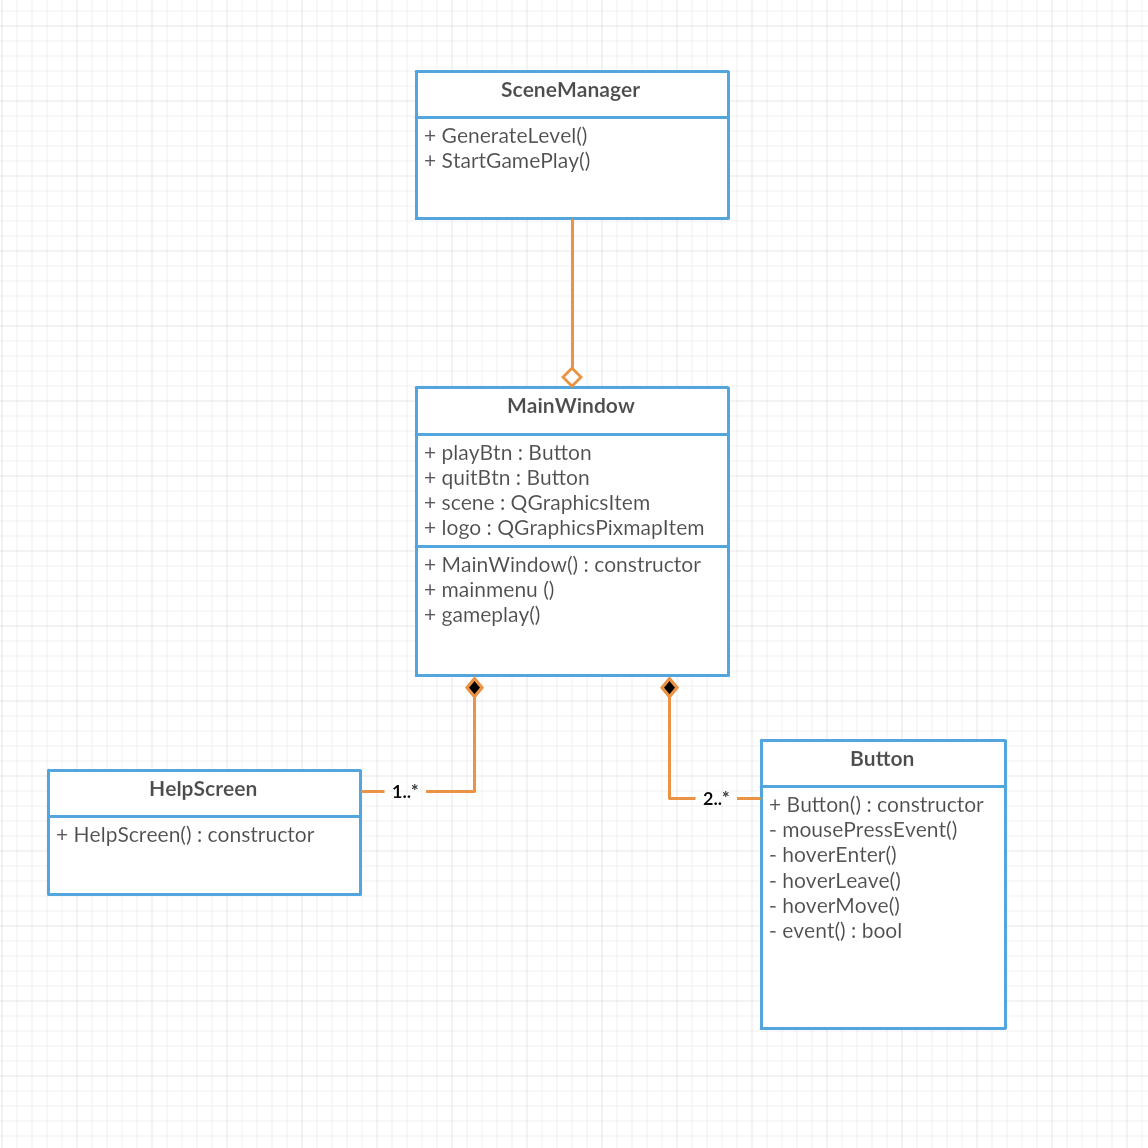 SceneManager
+ GenerateLevel()
+ StartGamePlay()
MainWindow
+ playBtn : Button
+ quitBtn : Button
+ scene : QGraphicsItem
+ logo : QGraphicsPixmapItem
+ MainWindow() : constructor
+ mainmenu ()
+ gameplay()
HelpScreen
+ HelpScreen() : constructor
1..*
2..*
Button
+ Button() : constructor
- mousePressEvent()
- hoverEnter()
- hoverLeave()
- hoverMove()
- event() : bool